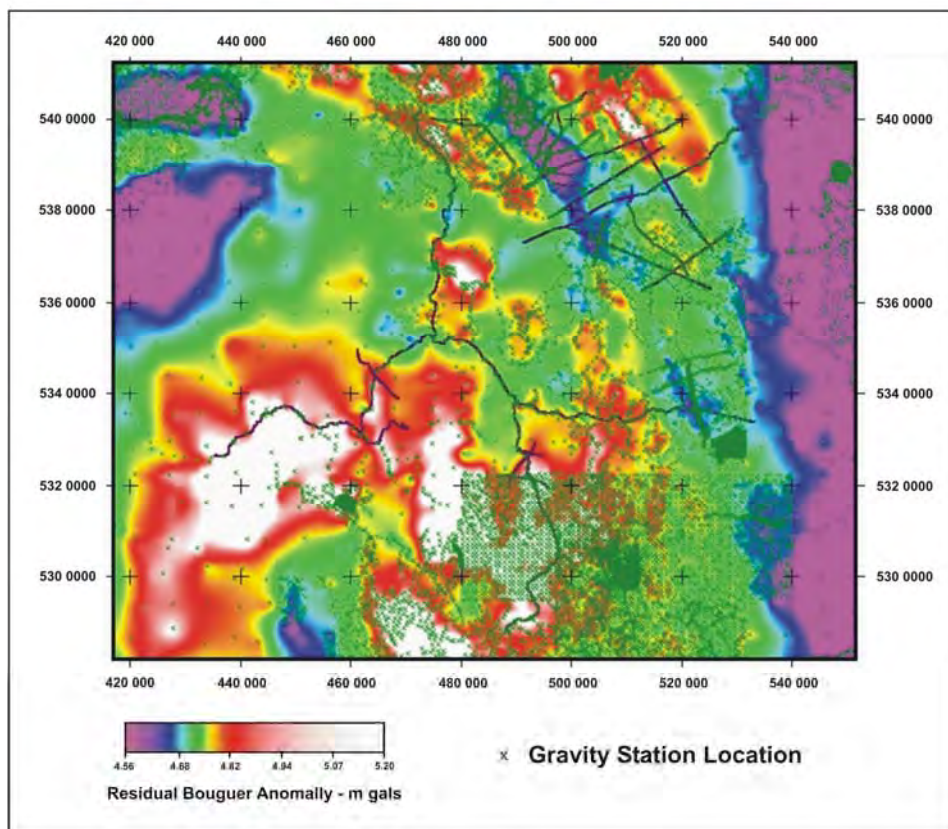 420 000 440 000 460 000 480 000 500 000 520 000 540 000
540 0000 540 0000
538 0000 538 0000
536 0000 536 0000
534 0000 534 0000
532 0000 532 0000
530 0000 530 0000
420 000 440 000 460 000 480 000 500 000 520 000 540 000
4.56 4.68 4.82 4.94 5.07 5.20
Residual Bouguer Anomally - m gals
x Gravity Station Location